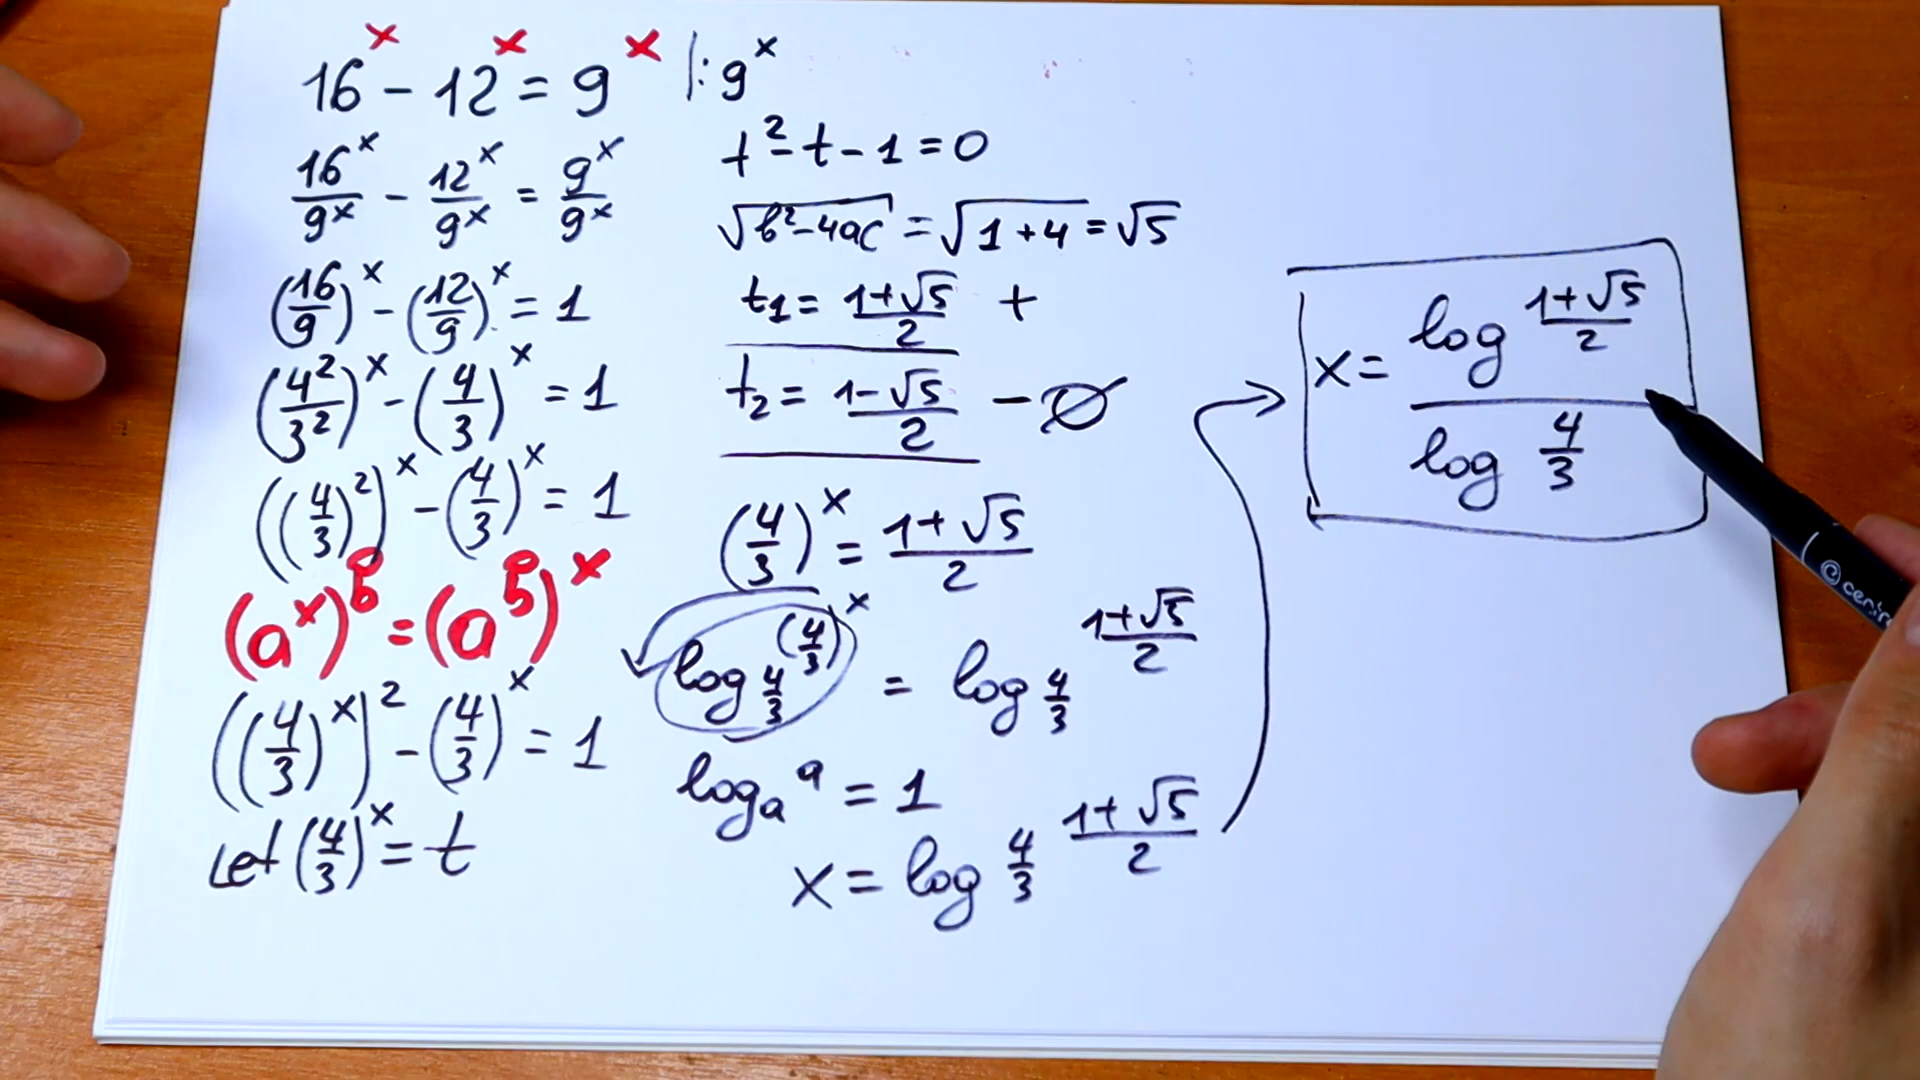 16^x - 12^x = 9^x |:9^x
16^x/9^x - 12^x/9^x = 9^x/9^x
(16/9)^x - (12/9)^x = 1
(4²/3²)^x - (4/3)^x = 1
((4/3)²)^x - (4/3)^x = 1
(a^x)^b = (a^b)^x
((4/3)^x)² - (4/3)^x = 1
Let (4/3)^x = t
t² - t - 1 = 0
√(b²-4ac) = √(1+4) = √5
t1 = (1+√5)/2 +
t2 = (1-√5)/2 - ∅
(4/3)^x = (1+√5)/2
log_{4/3} (4/3)^x = log_{4/3} (1+√5)/2
log_a a = 1
x = log_{4/3} (1+√5)/2
x = log (1+√5)/2 / log 4/3